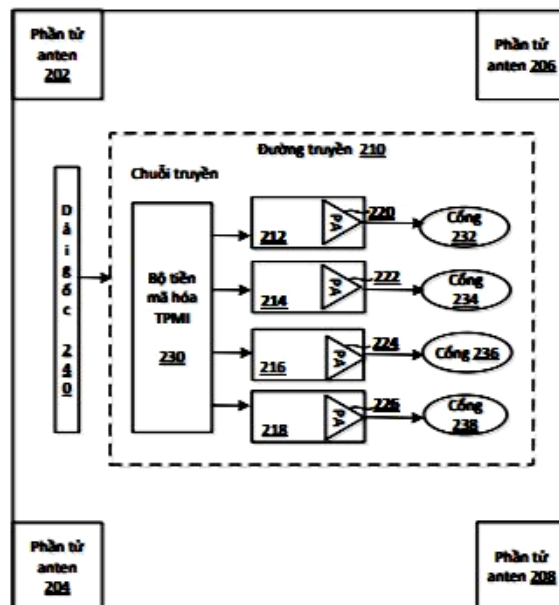 Phần tử
anten
202
Phần tử
anten 206
Đường truyền 210
Chuỗi truyền
D
ả
i
g
ố
c
2
4
0
Bộ tiền
mã hóa
TPMI
230
212
PA
220
Cổng
232
214
PA
222
Cổng
234
216
PA
224
Cổng 236
218
PA
226
Cổng
238
Phần tử
anten
204
Phần tử
anten 208